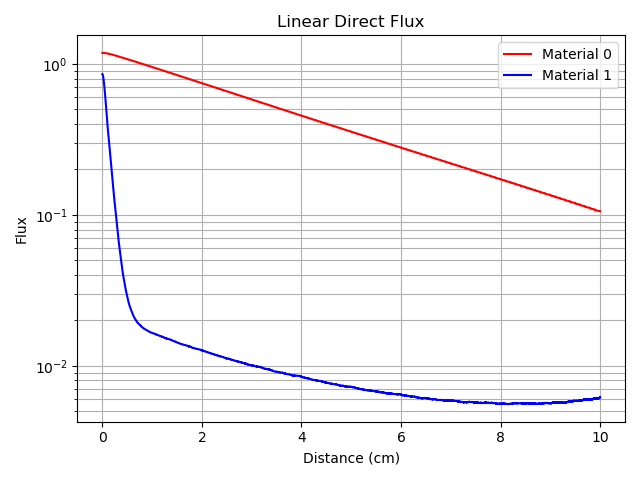 Linear Direct Flux
Material 0
Material 1
10⁰
10⁻¹
10⁻²
Flux
0 2 4 6 8 10
Distance (cm)